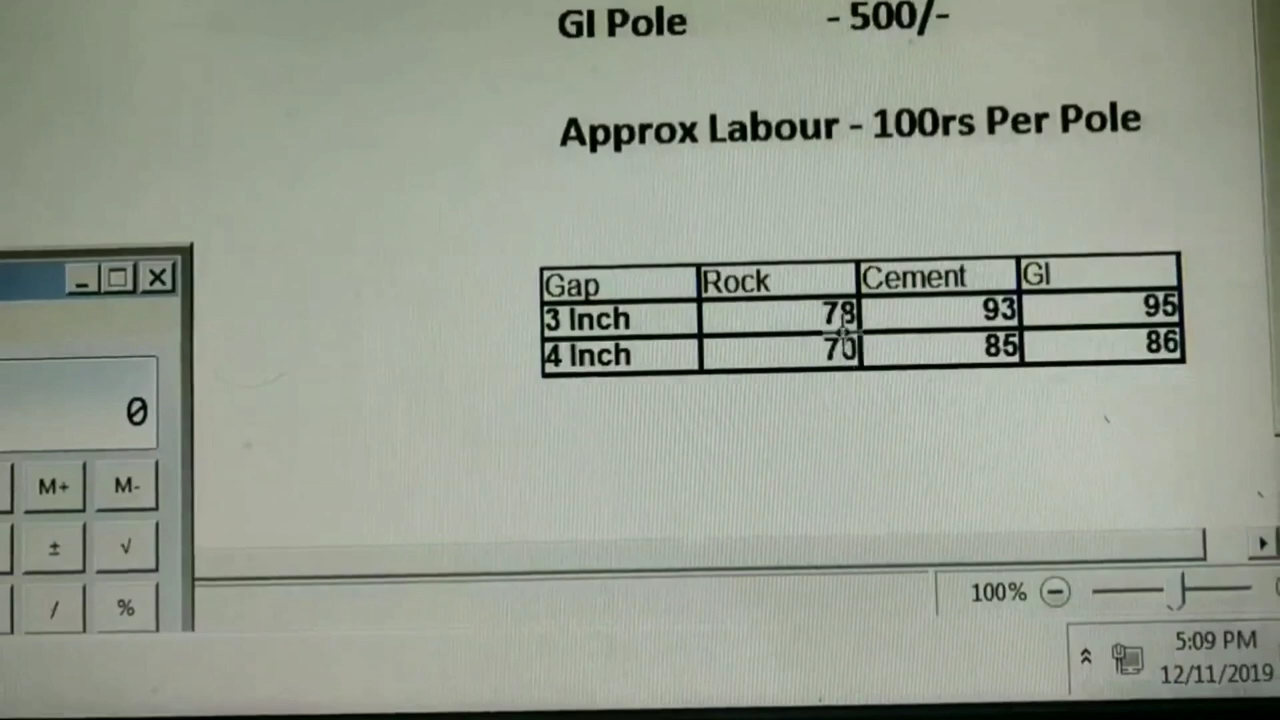 GI Pole - 500/-
Approx Labour - 100rs Per Pole
Gap Rock Cement GI
3 Inch 78 93 95
4 Inch 70 85 86
0
M+ M-
± √
/ %
100%
5:09 PM
12/11/2019